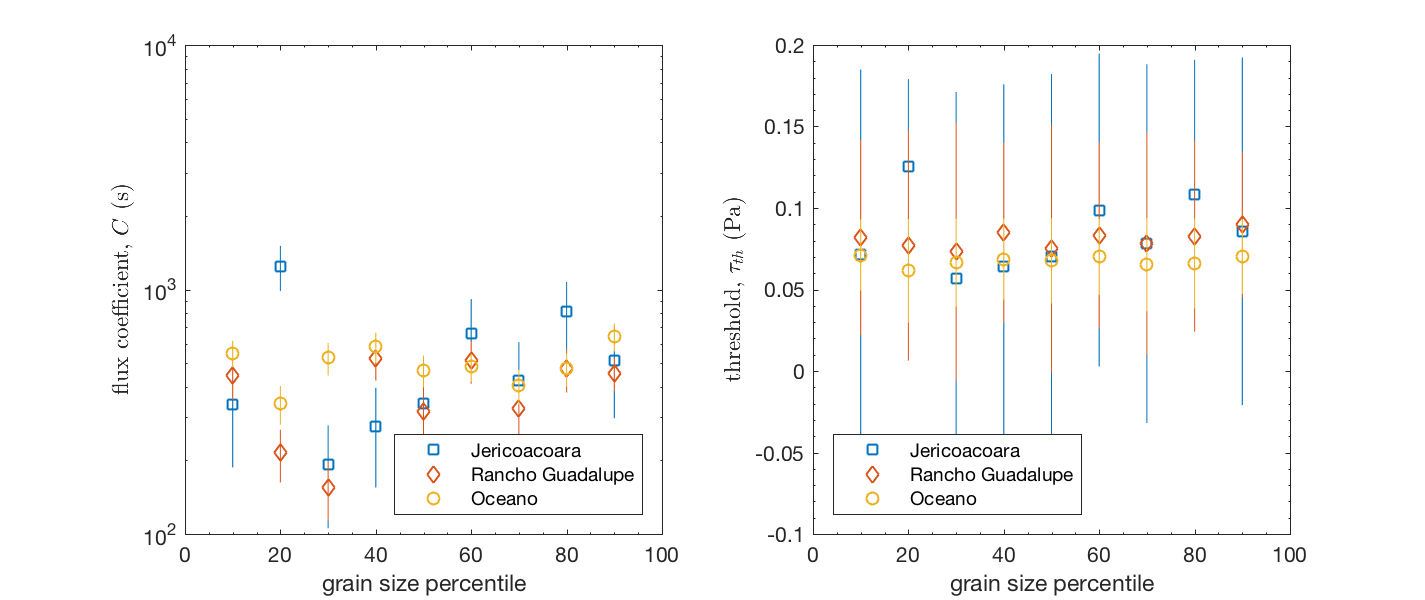 10^4
10^3
10^2
flux coefficient, C (s)
0 20 40 60 80 100
grain size percentile
Jericoacoara
Rancho Guadalupe
Oceano
0.2
0.15
0.1
0.05
0
-0.05
-0.1
threshold, τ_th (Pa)
0 20 40 60 80 100
grain size percentile
Jericoacoara
Rancho Guadalupe
Oceano